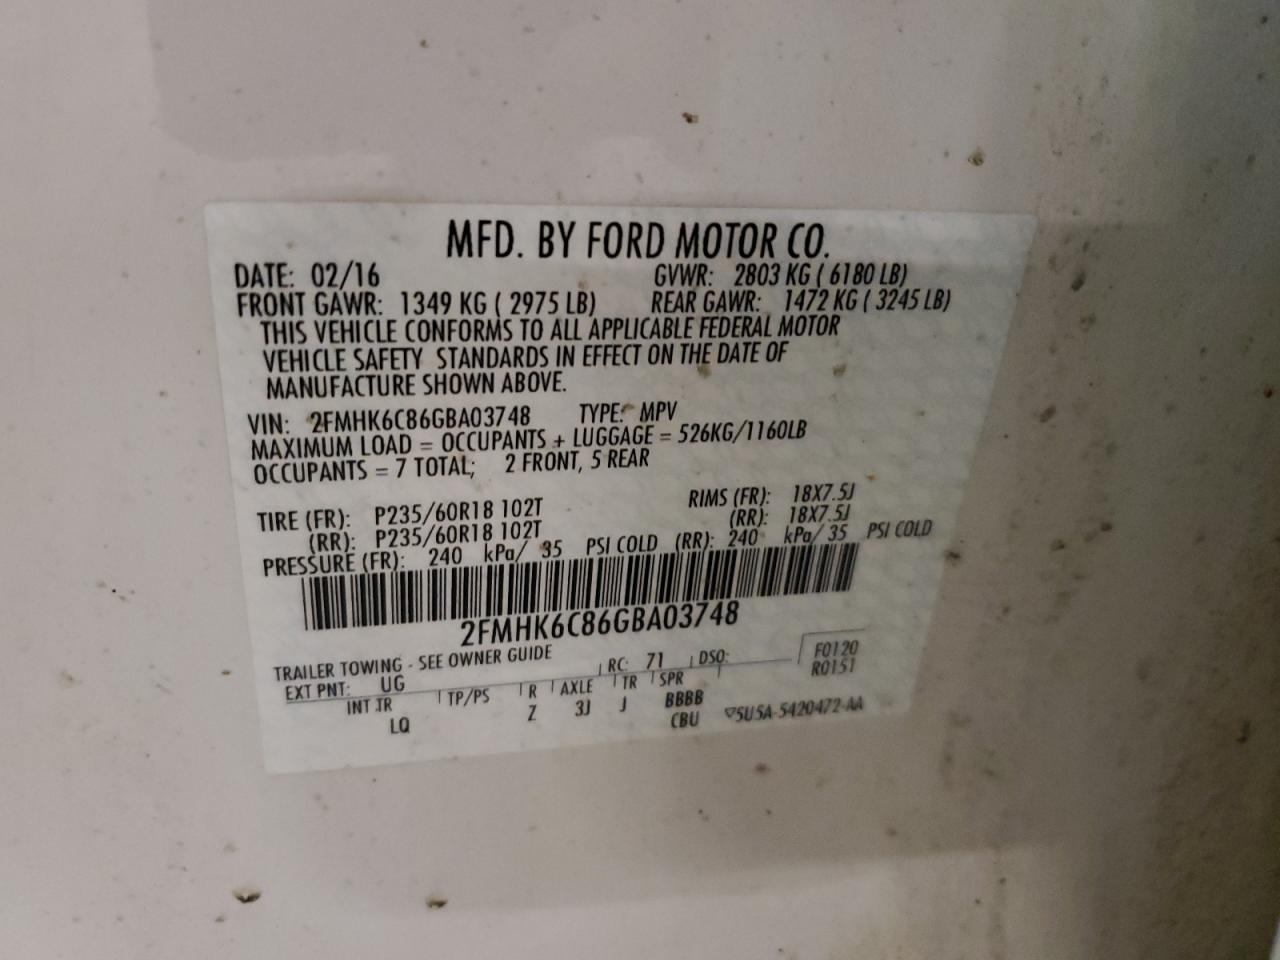 MFD. BY FORD MOTOR CO.
DATE: 02/16 GVWR: 2803 KG ( 6180 LB)
FRONT GAWR: 1349 KG ( 2975 LB) REAR GAWR: 1472 KG ( 3245 LB)
THIS VEHICLE CONFORMS TO ALL APPLICABLE FEDERAL MOTOR
VEHICLE SAFETY STANDARDS IN EFFECT ON THE DATE OF
MANUFACTURE SHOWN ABOVE.
VIN: 2FMHK6C86GBA03748 TYPE: MPV
MAXIMUM LOAD = OCCUPANTS + LUGGAGE = 526KG/1160LB
OCCUPANTS = 7 TOTAL; 2 FRONT, 5 REAR
TIRE (FR): P235/60R18 102T RIMS (FR): 18X7.5J
(RR): P235/60R18 102T (RR): 18X7.5J
PRESSURE (FR): 240 kPa/ 35 PSI COLD (RR): 240 kPa/ 35 PSI COLD
2FMHK6C86GBA03748
TRAILER TOWING - SEE OWNER GUIDE
EXT PNT: UG RC: 71 DSO: F0120
R0151
INT TR TP/PS R AXLE TR SPR
LQ Z 3J J BBBB
CBU ▽5U5A-5420472-AA